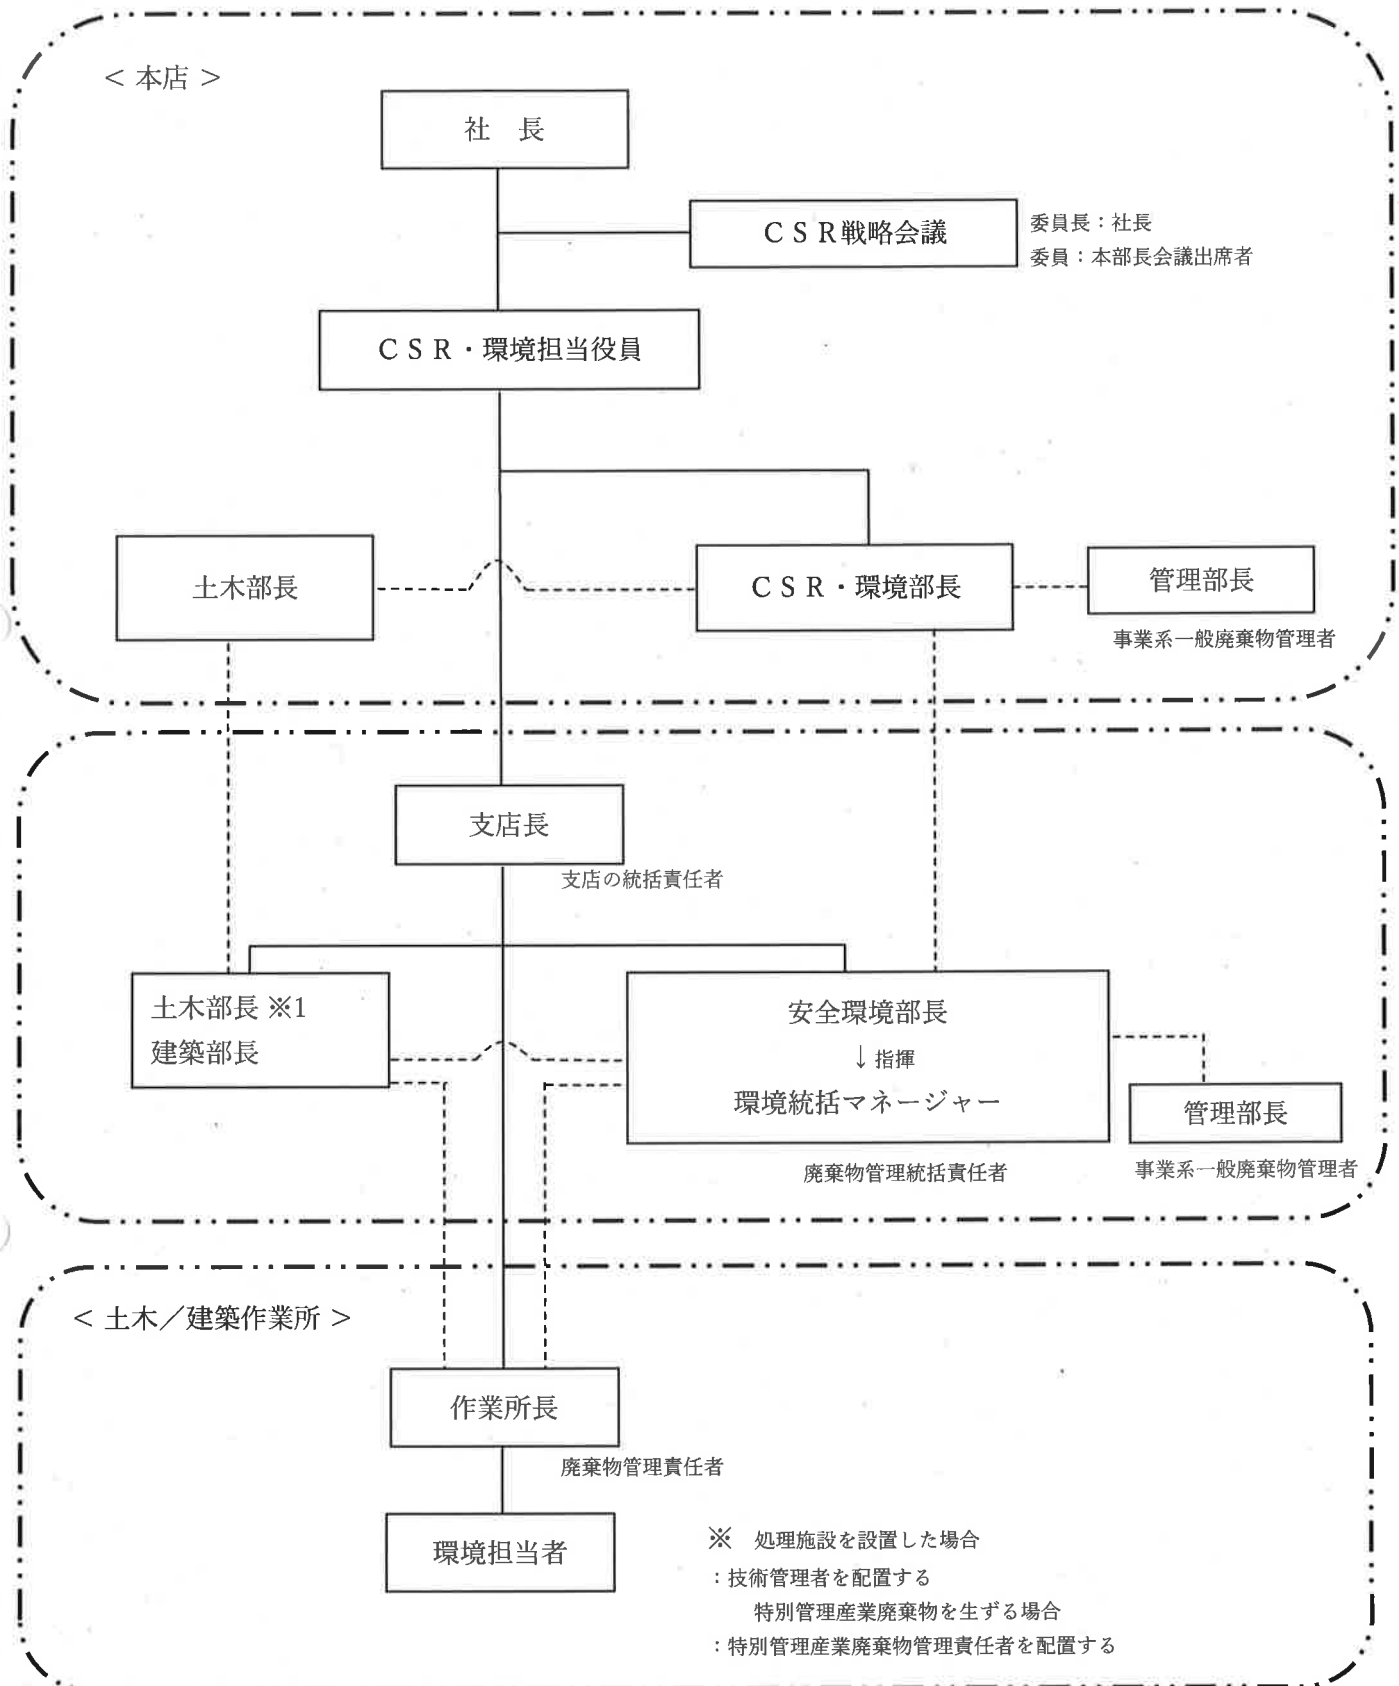 ＜ 本店 ＞
社　長
ＣＳＲ戦略会議
委員長：社長
委員：本部長会議出席者
ＣＳＲ・環境担当役員
土木部長
ＣＳＲ・環境部長
管理部長
事業系一般廃棄物管理者
支店長
支店の統括責任者
土木部長 ※1
建築部長
安全環境部長
↓ 指揮
環境統括マネージャー
管理部長
廃棄物管理統括責任者
事業系一般廃棄物管理者
＜ 土木／建築作業所 ＞
作業所長
廃棄物管理責任者
環境担当者
※　処理施設を設置した場合
：技術管理者を配置する
特別管理産業廃棄物を生ずる場合
：特別管理産業廃棄物管理責任者を配置する